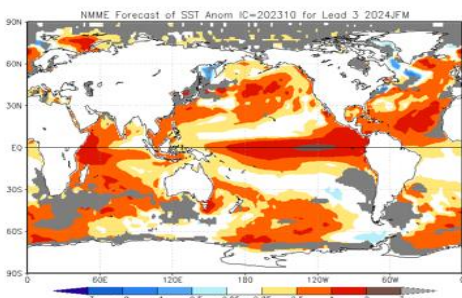 NMME Forecast of SST Anom IC=202310 for Lead 3 2024JFM
90N
60N
30N
EQ
30S
60S
90S
0 60E 120E 180 120W 60W 0